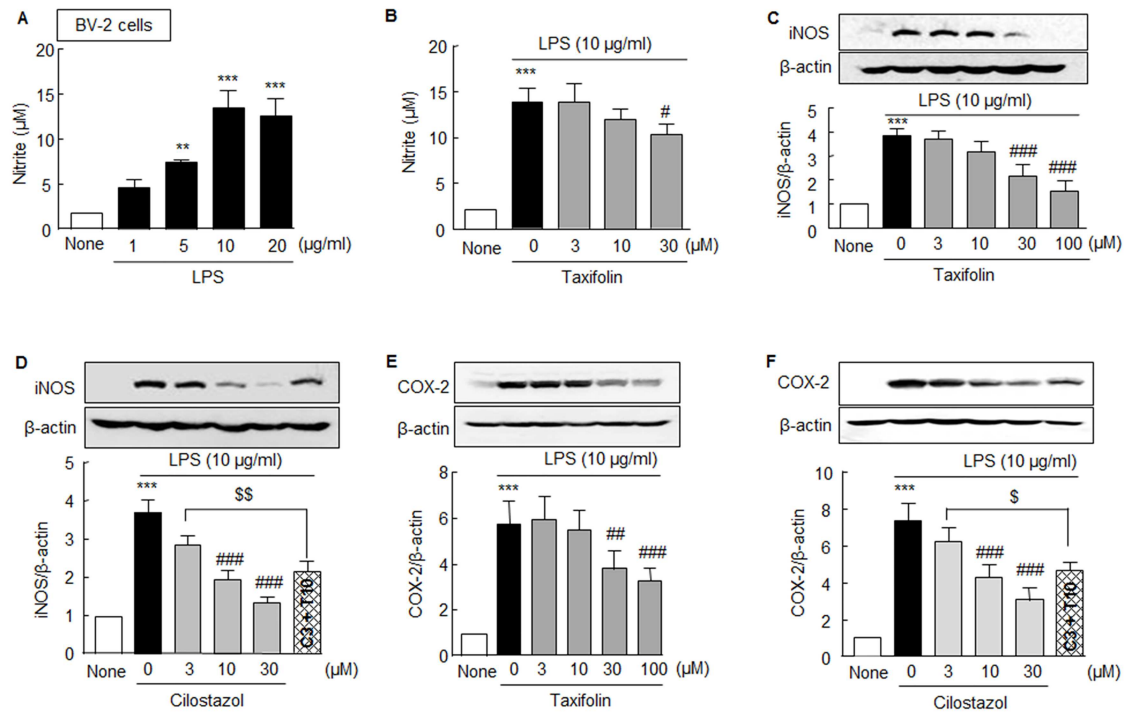 A
BV-2 cells
Nitrite (µM)
20
15
10
5
0
***
***
**
None
1
5
10
20
(µg/ml)
LPS
B
LPS (10 µg/ml)
Nitrite (µM)
20
15
10
5
0
***
#
None
0
3
10
30
(µM)
Taxifolin
C
iNOS
β-actin
LPS (10 µg/ml)
iNOS/β-actin
5
4
3
2
1
0
***
###
###
None
0
3
10
30
100
(µM)
Taxifolin
D
iNOS
β-actin
LPS (10 µg/ml)
iNOS/β-actin
5
4
3
2
1
0
***
$$
###
###
C3 + T10
None
0
3
10
30
(µM)
Cilostazol
E
COX-2
β-actin
LPS (10 µg/ml)
COX-2/β-actin
8
6
4
2
0
***
##
###
None
0
3
10
30
100
(µM)
Taxifolin
F
COX-2
β-actin
LPS (10 µg/ml)
COX-2/β-actin
10
8
6
4
2
0
***
$
###
###
C3 + T10
None
0
3
10
30
(µM)
Cilostazol